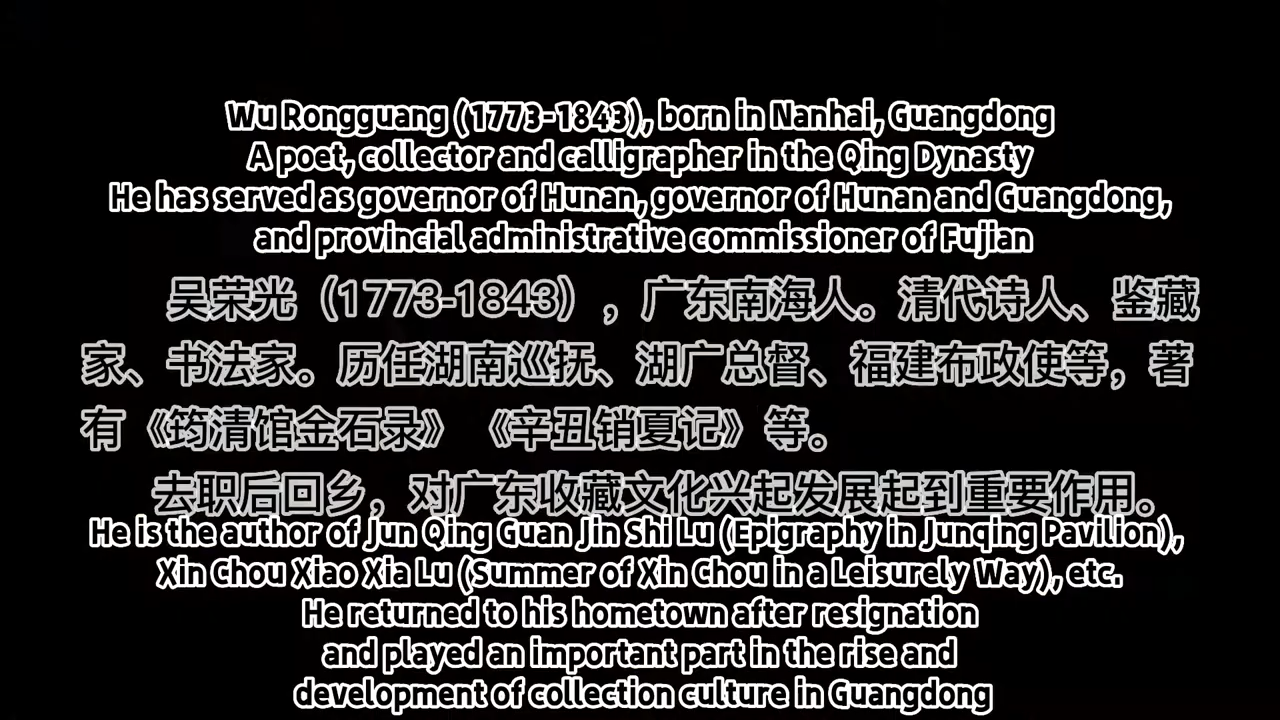 Wu Rongguang (1773-1843), born in Nanhai, Guangdong
A poet, collector and calligrapher in the Qing Dynasty
He has served as governor of Hunan, governor of Hunan and Guangdong,
and provincial administrative commissioner of Fujian
吴荣光（1773-1843），广东南海人。清代诗人、鉴藏
家、书法家。历任湖南巡抚、湖广总督、福建布政使等，著
有《筠清馆金石录》《辛丑销夏记》等。
去职后回乡，对广东收藏文化兴起发展起到重要作用。
He is the author of Jun Qing Guan Jin Shi Lu (Epigraphy in Junqing Pavilion),
Xin Chou Xiao Xia Lu (Summer of Xin Chou in a Leisurely Way), etc.
He returned to his hometown after resignation
and played an important part in the rise and
development of collection culture in Guangdong